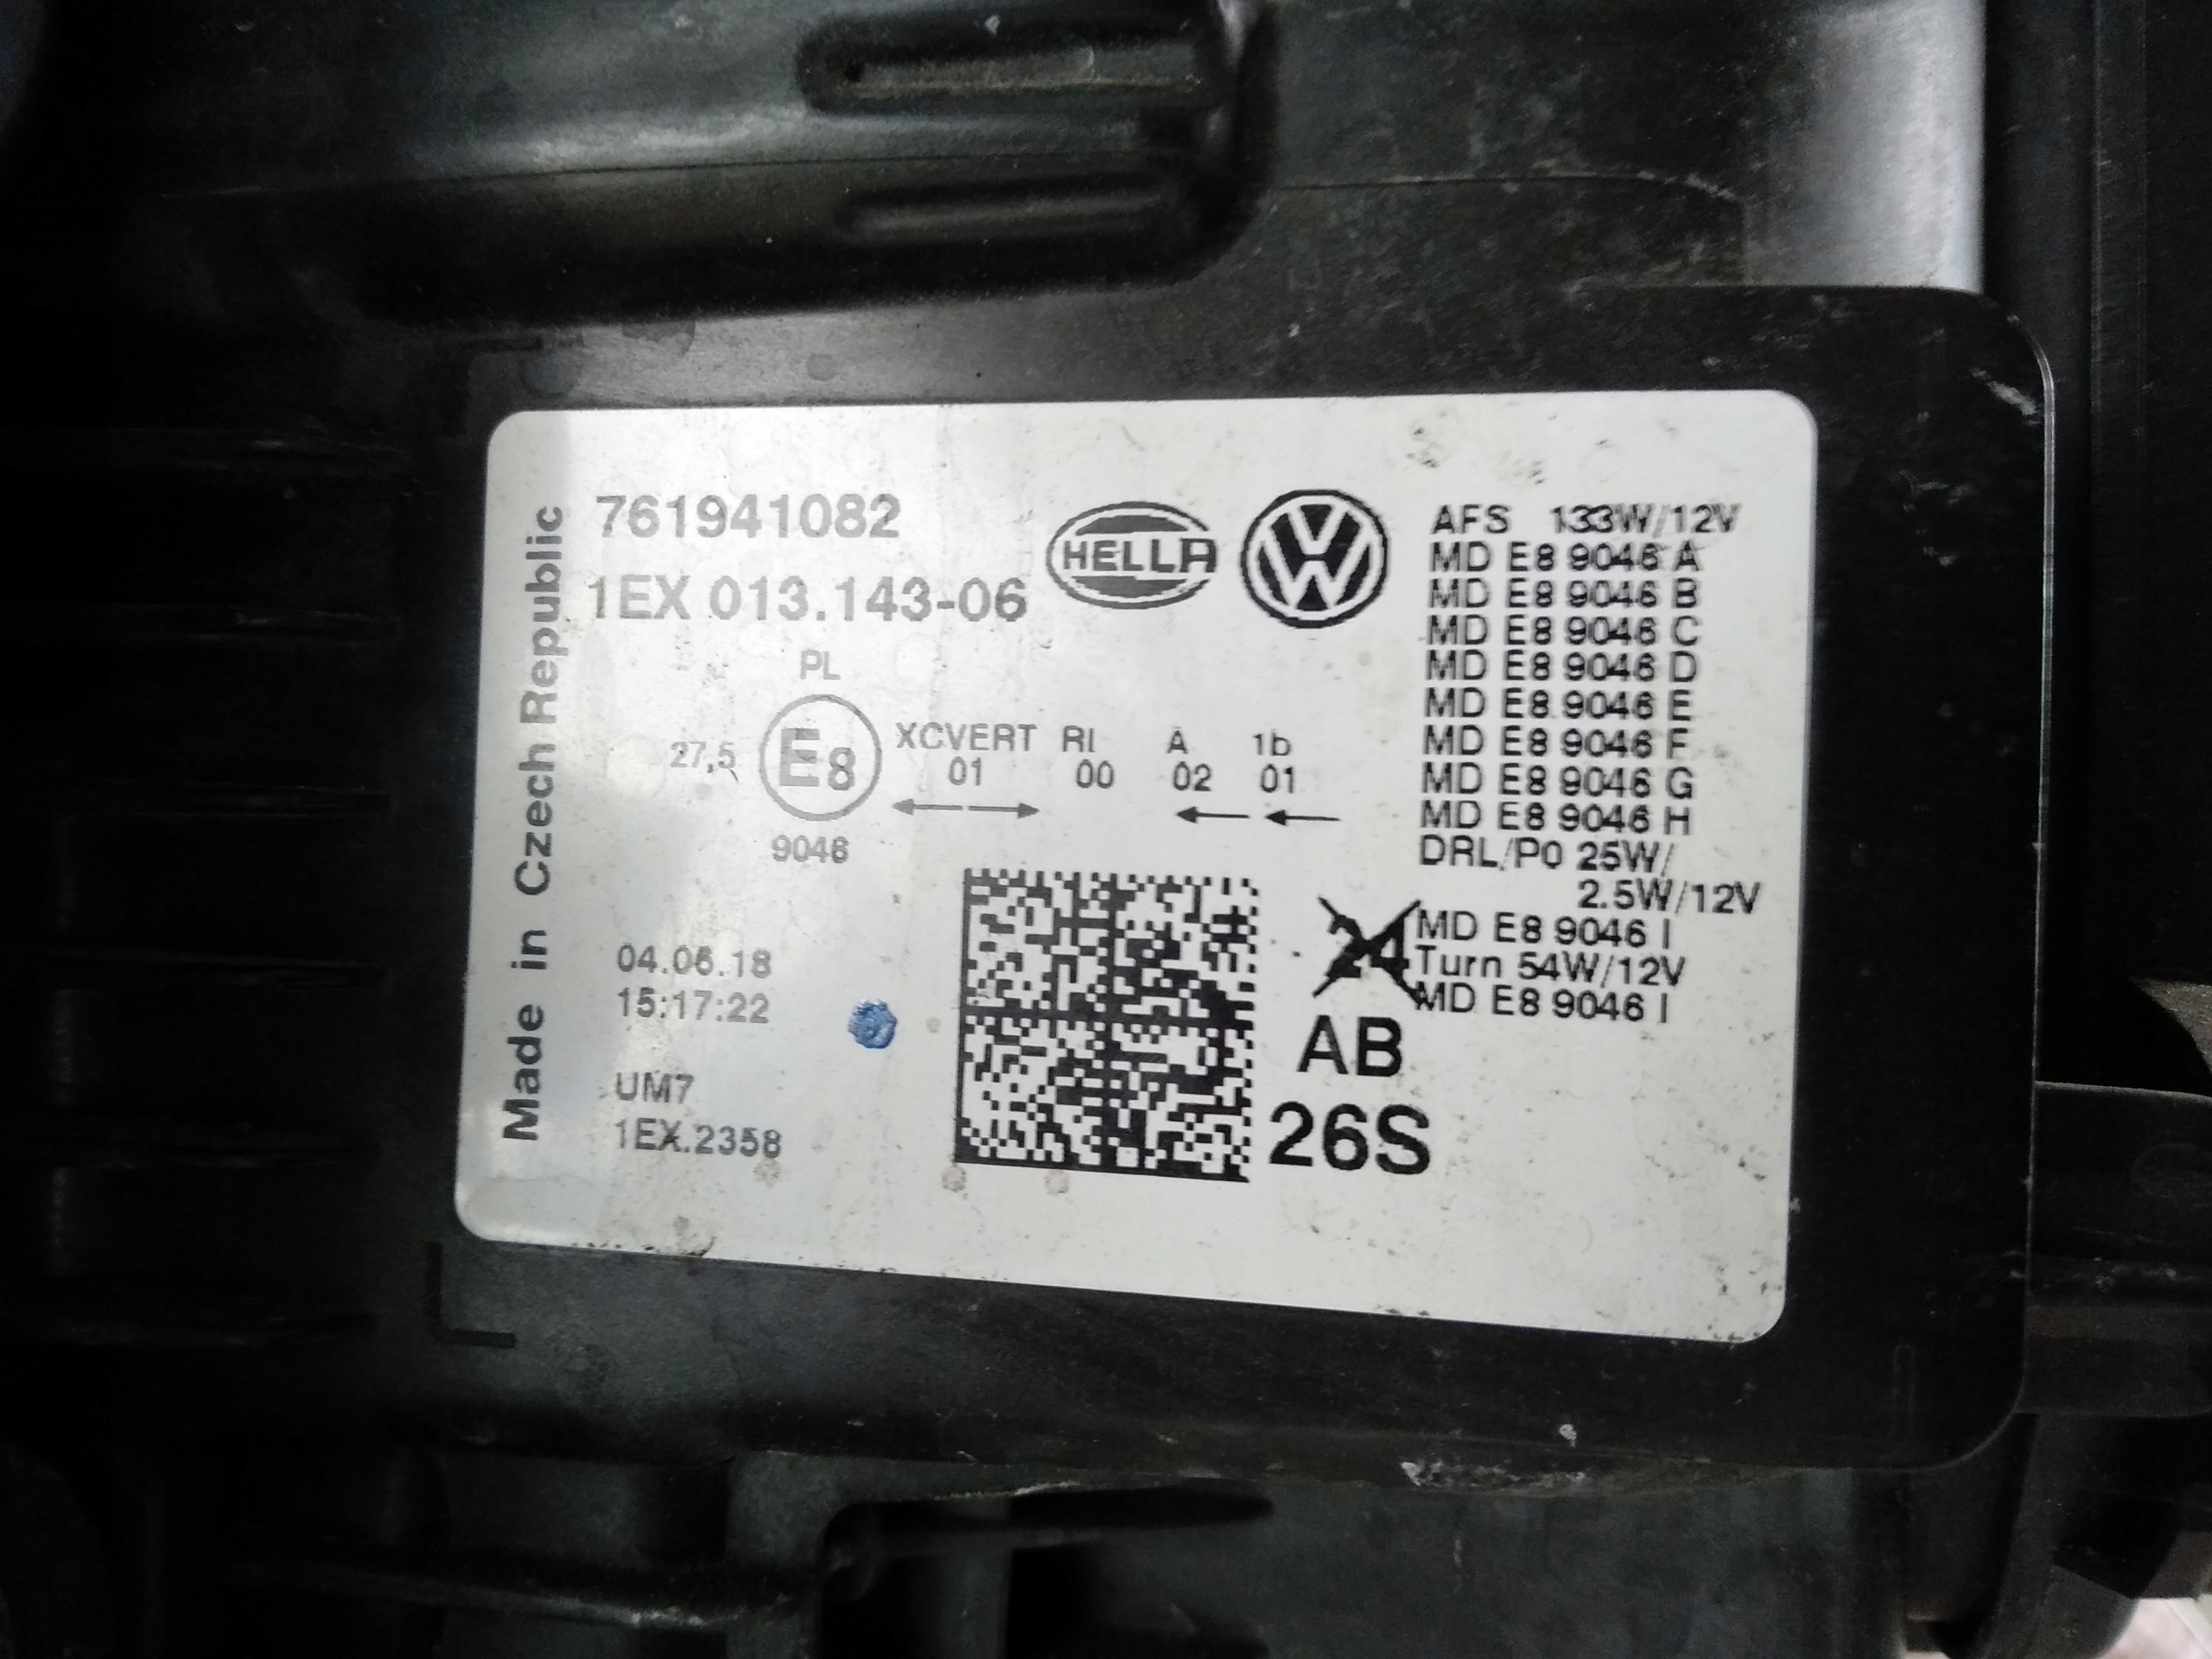 Made in Czech Republic
761941082
1EX 013.143-06
HELLA
PL
27,5
E8
XCVERT RI A 1b
01 00 02 01
9046
04.06.18
15:17:22
UM7
1EX.2358
24
AB
26S
AFS 133W/12V
MD E8 9046 A
MD E8 9046 B
MD E8 9046 C
MD E8 9046 D
MD E8 9046 E
MD E8 9046 F
MD E8 9046 G
MD E8 9046 H
DRL/PO 25W/
2.5W/12V
MD E8 9046 I
Turn 54W/12V
MD E8 9046 I